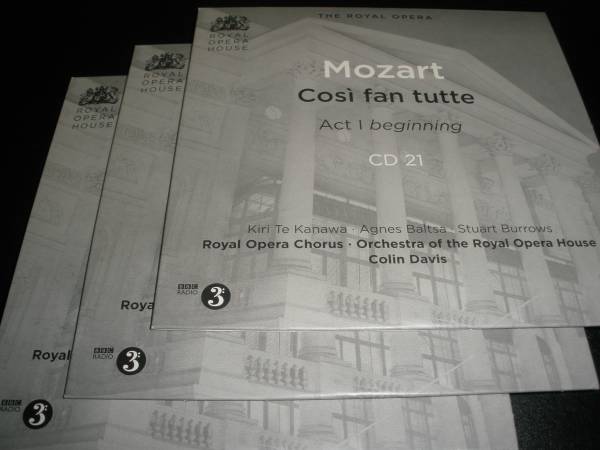 ROYAL
OPERA
HOUSE
THE ROYAL OPERA
Mozart
Così fan tutte
Act 1 beginning
CD 21
Kiri Te Kanawa · Agnes Baltsa · Stuart Burrows
Royal Opera Chorus · Orchestra of the Royal Opera House
Colin Davis
BBC
RADIO
3
ROYAL
OPERA
HOUSE
Roya
BBC
RADIO
3
ROYAL
OPERA
HOUSE
Royal
BBC
RADIO
3